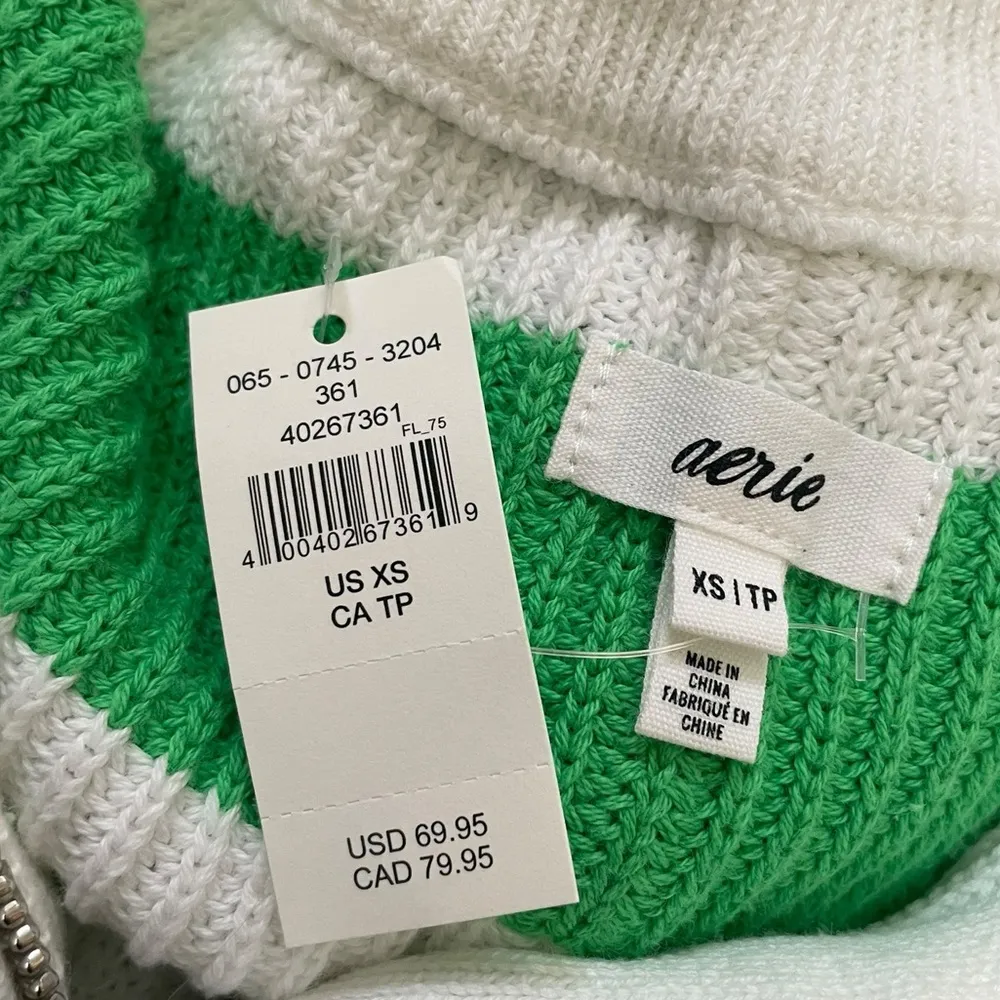 065 - 0745 - 3204
361
40267361
FL_75
4 00402 67361 9
US XS
CA TP
USD 69.95
CAD 79.95
aerie
XS | TP
MADE IN
CHINA
FABRIQUÉ EN
CHINE